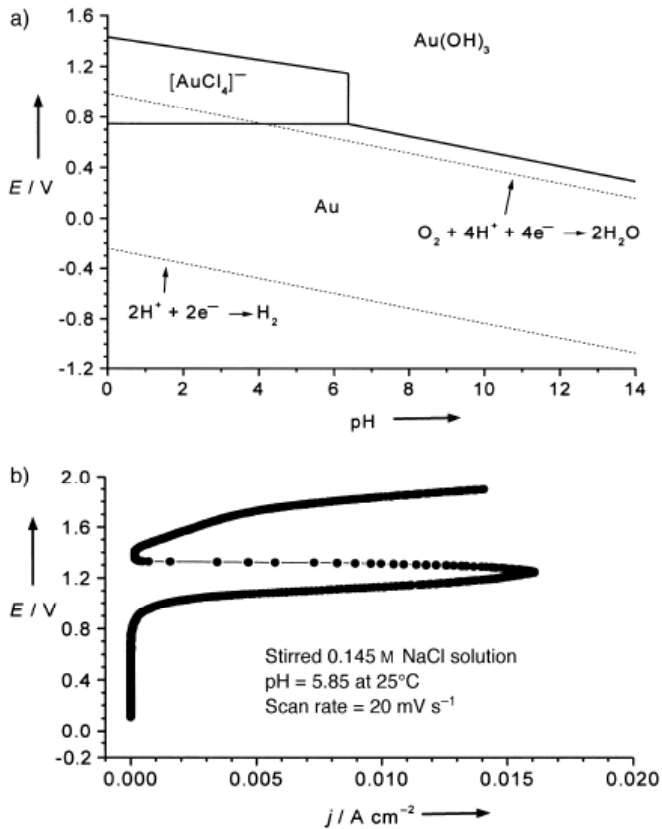 a)
1.6
1.2
0.8
0.4
0.0
-0.4
-0.8
-1.2
E / V
Au(OH)₃
[AuCl₄]⁻
Au
O₂ + 4H⁺ + 4e⁻ → 2H₂O
2H⁺ + 2e⁻ → H₂
0 2 4 6 8 10 12 14
pH
b)
2.0
1.6
1.2
0.8
0.4
0.0
-0.2
E / V
Stirred 0.145 M NaCl solution
pH = 5.85 at 25°C
Scan rate = 20 mV s⁻¹
0.000 0.005 0.010 0.015 0.020
j / A cm⁻²